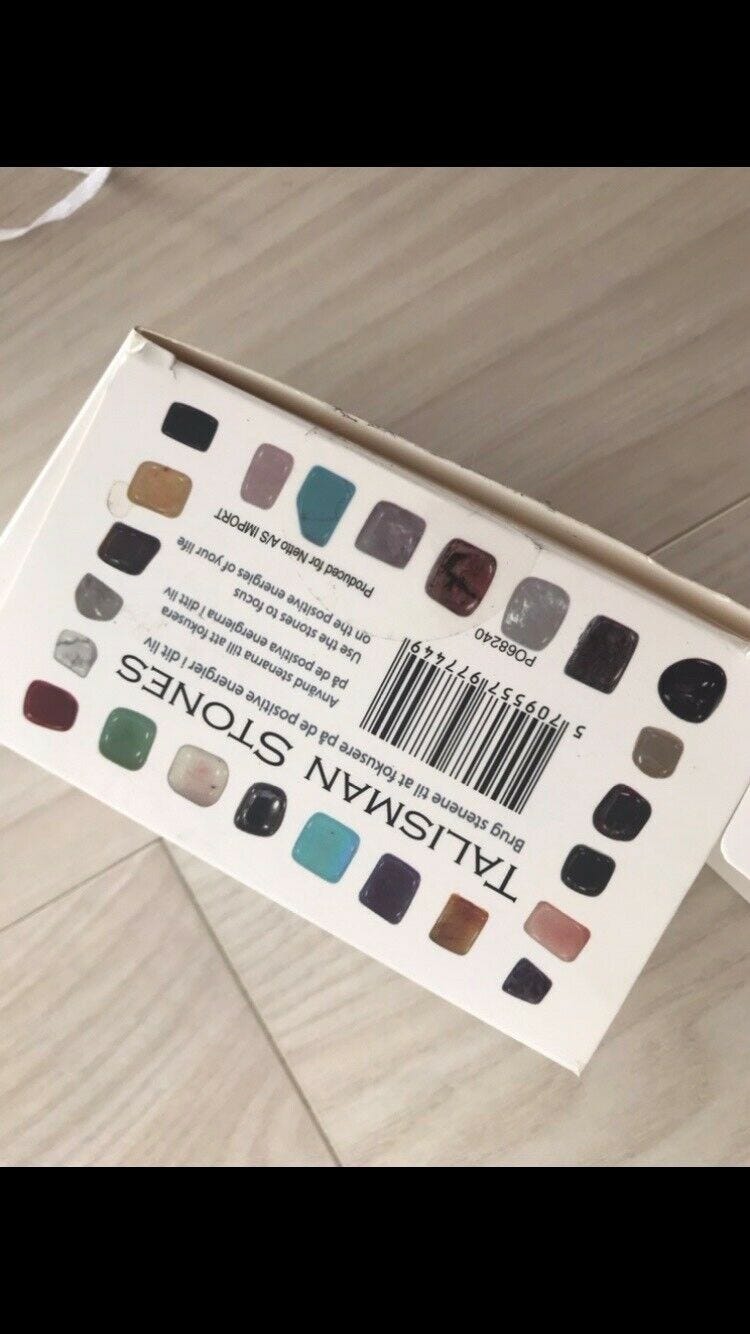 TALISMAN STONES
Brug stenene til at fokusere på de positive energier i dit liv
Använd stenarna till att fokusera
på de positiva energierna i ditt liv
Use the stones to focus
on the positive energies of your life
Produced for Netto A/S IMPORT
5 709557 977449
PO68240